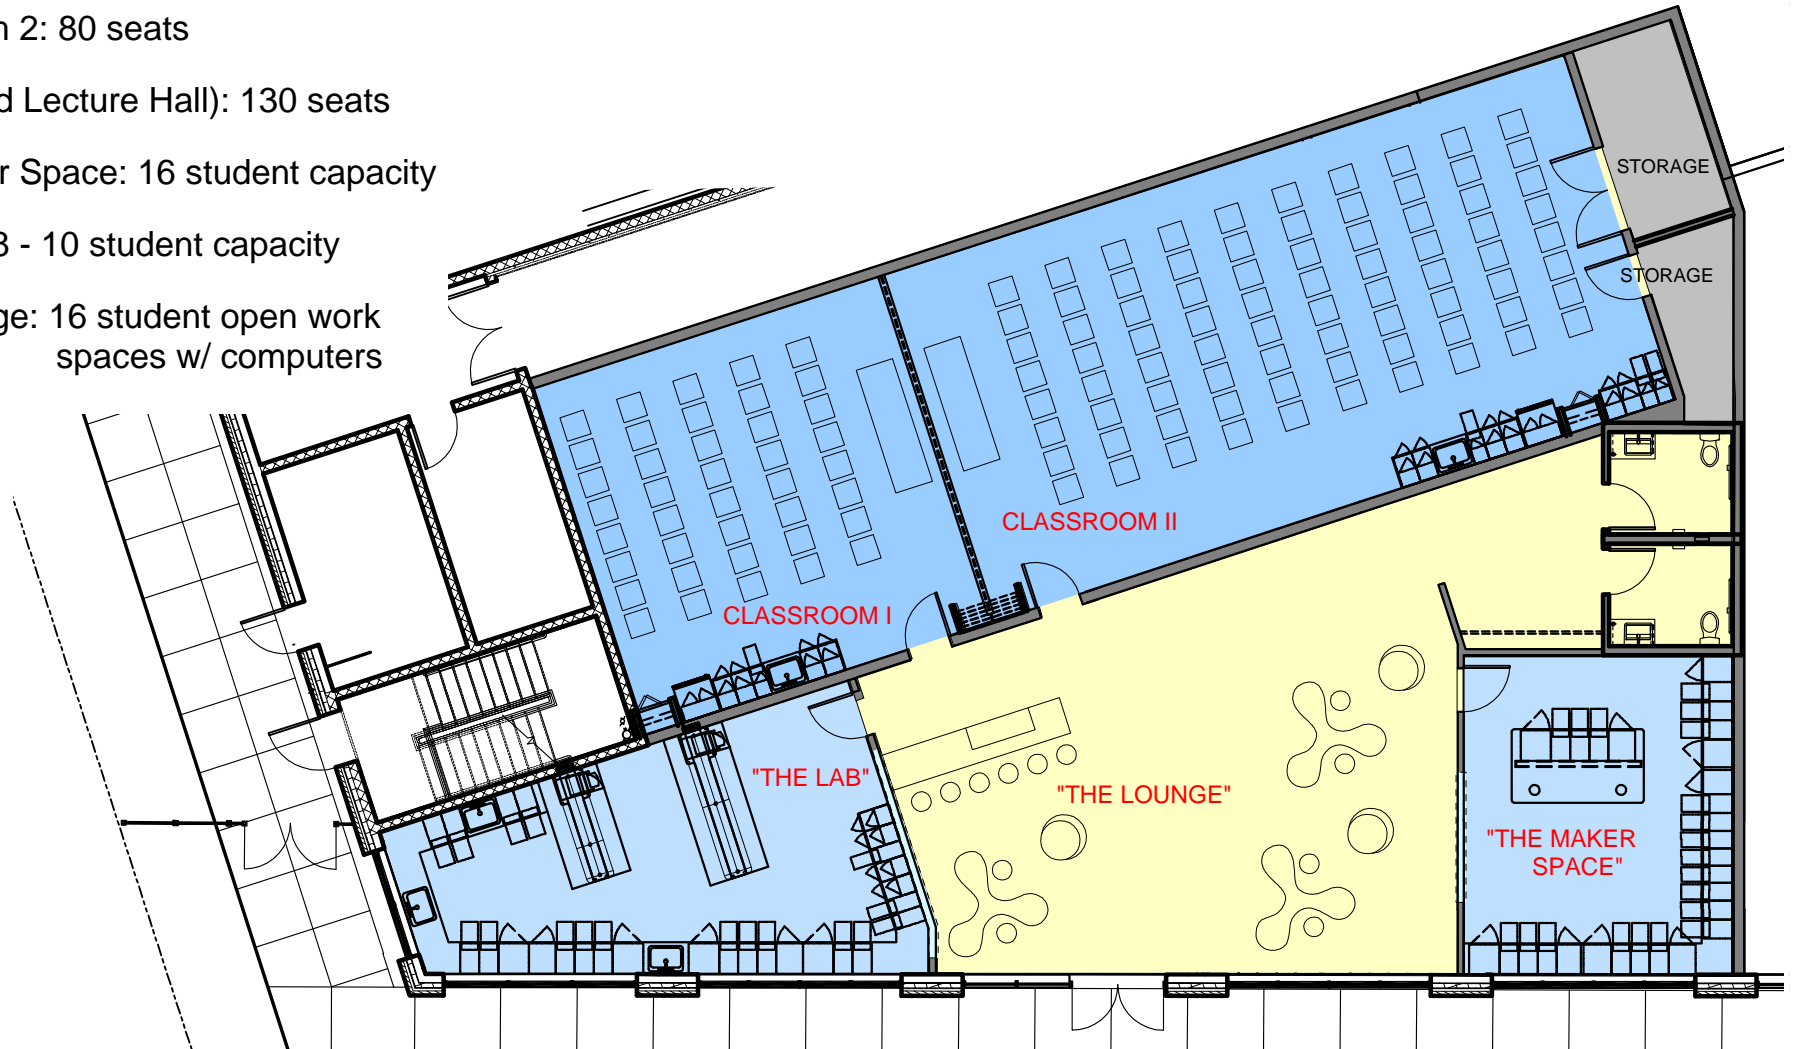 n 2: 80 seats
d Lecture Hall): 130 seats
r Space: 16 student capacity
3 - 10 student capacity
ge: 16 student open work
spaces w/ computers
STORAGE
STORAGE
CLASSROOM II
CLASSROOM I
"THE LAB"
"THE LOUNGE"
"THE MAKER
SPACE"